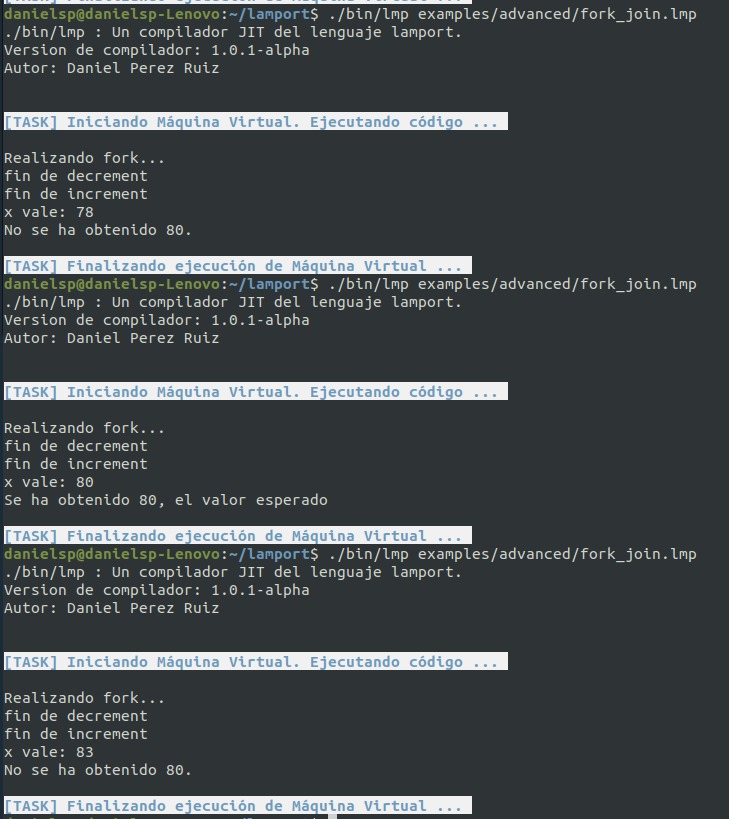 danielsp@danielsp-Lenovo:~/lamport$ ./bin/lmp examples/advanced/fork_join.lmp
./bin/lmp : Un compilador JIT del lenguaje lamport.
Version de compilador: 1.0.1-alpha
Autor: Daniel Perez Ruiz
[TASK] Iniciando Máquina Virtual. Ejecutando código ...
Realizando fork...
fin de decrement
fin de increment
x vale: 78
No se ha obtenido 80.
[TASK] Finalizando ejecución de Máquina Virtual ...
danielsp@danielsp-Lenovo:~/lamport$ ./bin/lmp examples/advanced/fork_join.lmp
./bin/lmp : Un compilador JIT del lenguaje lamport.
Version de compilador: 1.0.1-alpha
Autor: Daniel Perez Ruiz
[TASK] Iniciando Máquina Virtual. Ejecutando código ...
Realizando fork...
fin de decrement
fin de increment
x vale: 80
Se ha obtenido 80, el valor esperado
[TASK] Finalizando ejecución de Máquina Virtual ...
danielsp@danielsp-Lenovo:~/lamport$ ./bin/lmp examples/advanced/fork_join.lmp
./bin/lmp : Un compilador JIT del lenguaje lamport.
Version de compilador: 1.0.1-alpha
Autor: Daniel Perez Ruiz
[TASK] Iniciando Máquina Virtual. Ejecutando código ...
Realizando fork...
fin de decrement
fin de increment
x vale: 83
No se ha obtenido 80.
[TASK] Finalizando ejecución de Máquina Virtual ...